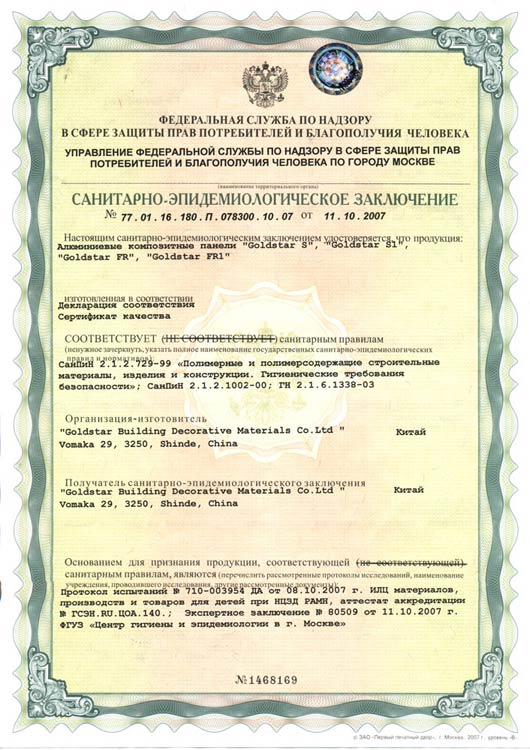 ФЕДЕРАЛЬНАЯ СЛУЖБА ПО НАДЗОРУ
В СФЕРЕ ЗАЩИТЫ ПРАВ ПОТРЕБИТЕЛЕЙ И БЛАГОПОЛУЧИЯ ЧЕЛОВЕКА
УПРАВЛЕНИЕ ФЕДЕРАЛЬНОЙ СЛУЖБЫ ПО НАДЗОРУ В СФЕРЕ ЗАЩИТЫ ПРАВ
ПОТРЕБИТЕЛЕЙ И БЛАГОПОЛУЧИЯ ЧЕЛОВЕКА ПО ГОРОДУ МОСКВЕ
(наименование территориального органа)
САНИТАРНО-ЭПИДЕМИОЛОГИЧЕСКОЕ ЗАКЛЮЧЕНИЕ
№ 77.01.16.180.П.078300.10.07 от 11.10.2007
Настоящим санитарно-эпидемиологическим заключением удостоверяется, что продукция:
Алюминиевые композитные панели "Goldstar S", "Goldstar S1",
"Goldstar FR", "Goldstar FR1"
изготовленная в соответствии
Декларация соответствия
Сертификат качества
СООТВЕТСТВУЕТ (НЕ СООТВЕТСТВУЕТ) санитарным правилам
(ненужное зачеркнуть, указать полное наименование государственных санитарно-эпидемиологических
правил и нормативов):
СанПиН 2.1.2.729-99 «Полимерные и полимерсодержащие строительные
материалы, изделия и конструкции. Гигиенические требования
безопасности»; СанПиН 2.1.2.1002-00; ГН 2.1.6.1338-03
Организация-изготовитель
"Goldstar Building Decorative Materials Co.Ltd " Китай
Vomaka 29, 3250, Shinde, China
Получатель санитарно-эпидемиологического заключения
"Goldstar Building Decorative Materials Co.Ltd " Китай
Vomaka 29, 3250, Shinde, China
Основанием для признания продукции, соответствующей (не соответствующей)
санитарным правилам, являются (перечислить рассмотренные протоколы исследований, наименование
учреждения, проводившего исследования, другие рассмотренные документы):
Протокол испытаний № 710-003954 ДА от 08.10.2007 г. ИЛЦ материалов,
производств и товаров для детей при НЦЗД РАМН, аттестат аккредитации
№ ГСЭН.RU.ЦОА.140.; Экспертное заключение № 80509 от 11.10.2007 г.
ФГУЗ «Центр гигиены и эпидемиологии в г. Москве»
№1468169
© ЗАО «Первый печатный двор», г. Москва, 2007 г., уровень «В»